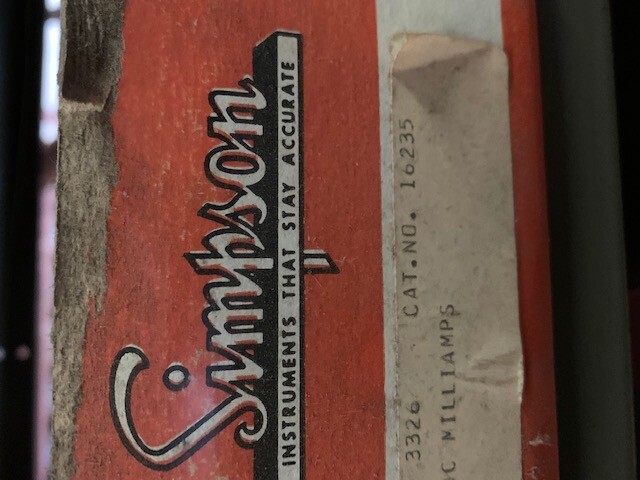 Simpson
INSTRUMENTS THAT STAY ACCURATE
3326 CAT.NO. 16235
MILLIAMPS